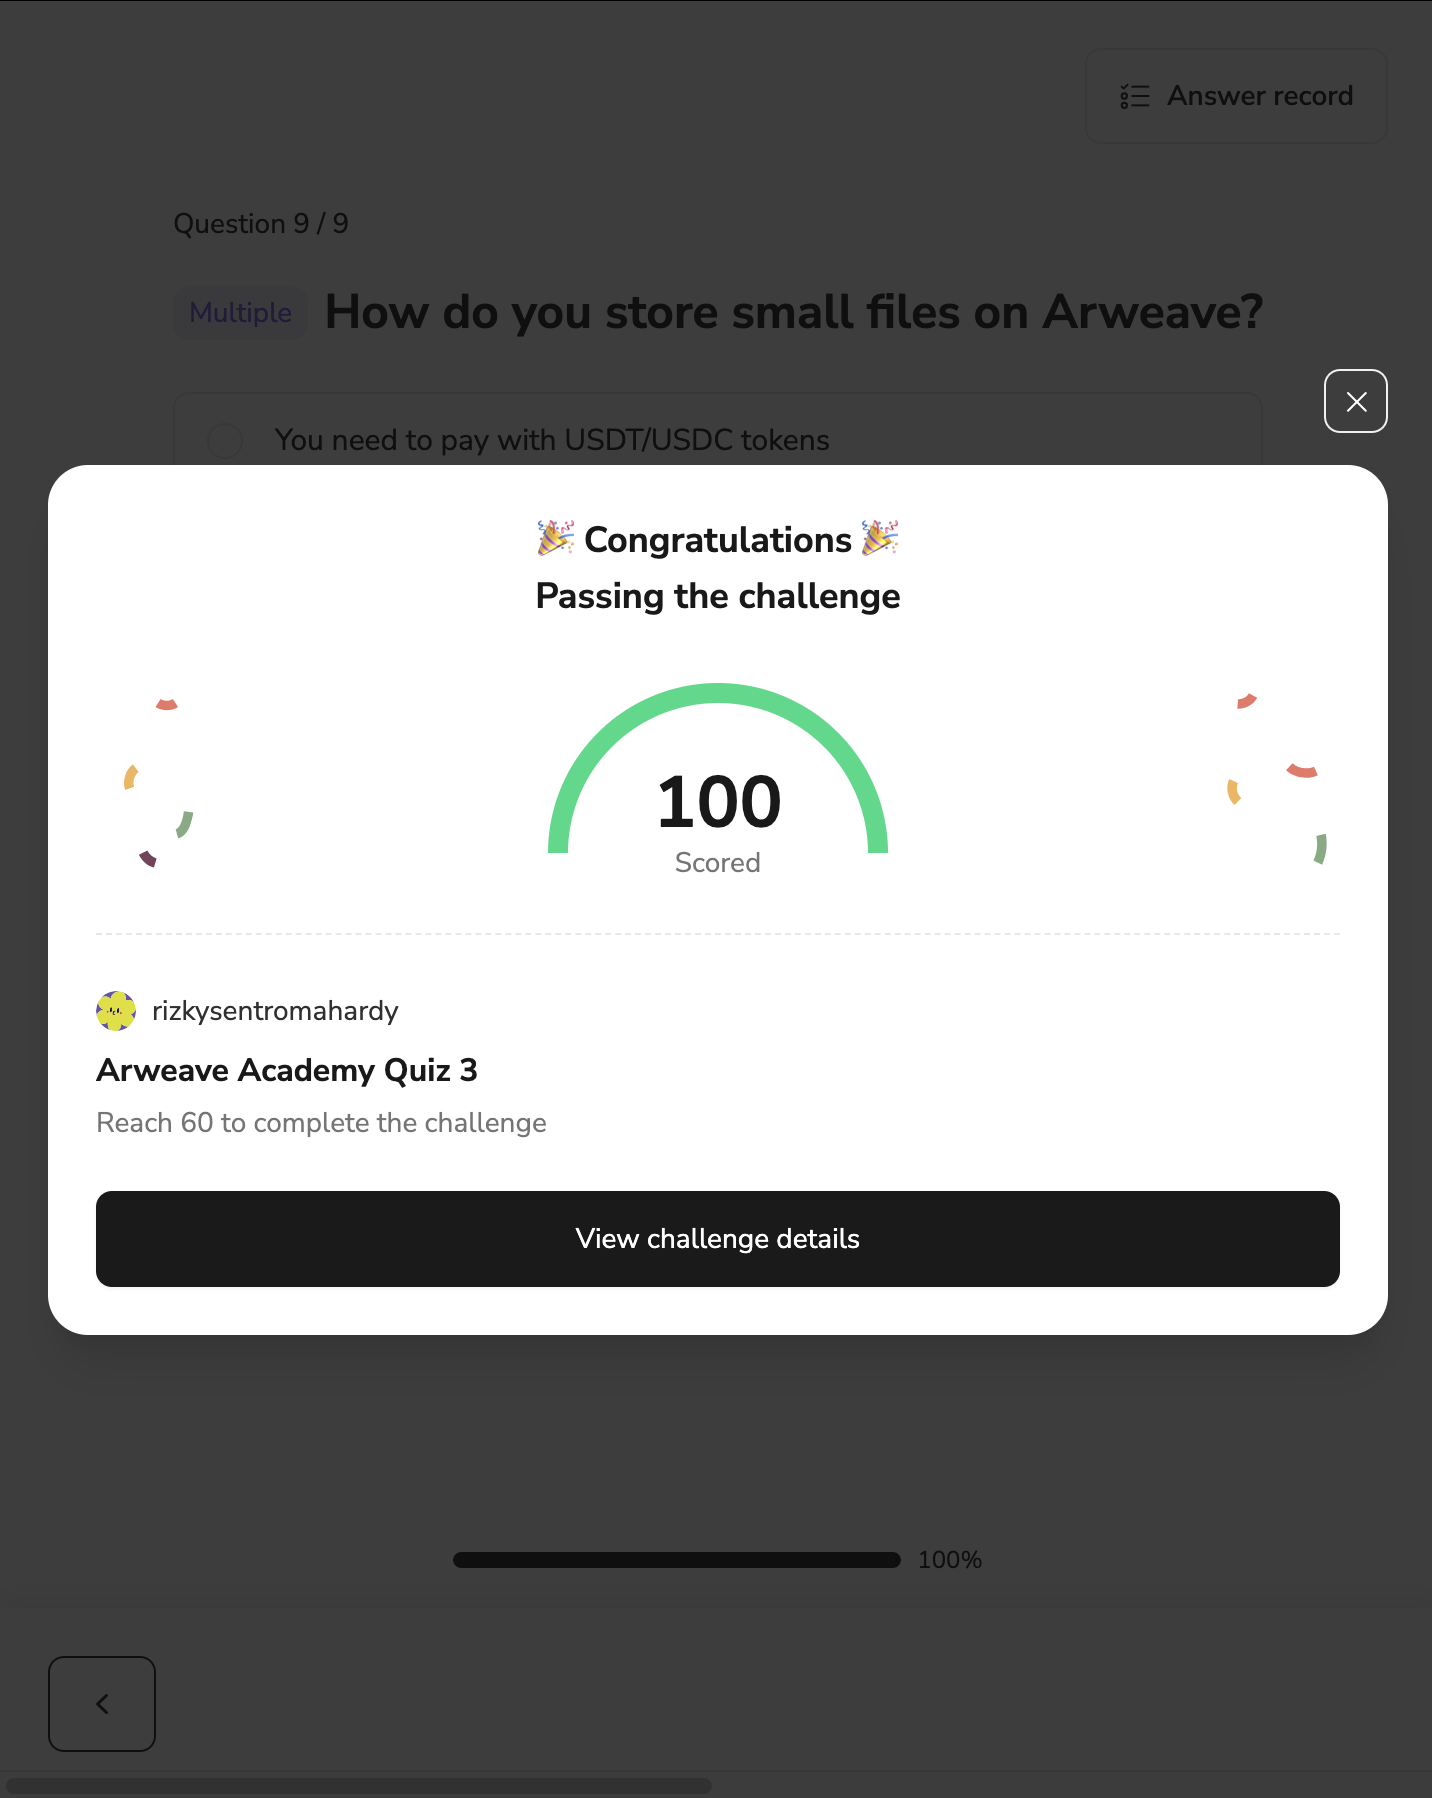 Answer record
Question 9 / 9
Multiple How do you store small files on Arweave?
You need to pay with USDT/USDC tokens
🎉 Congratulations 🎉
Passing the challenge
100
Scored
rizkysentromahardy
Arweave Academy Quiz 3
Reach 60 to complete the challenge
View challenge details
100%